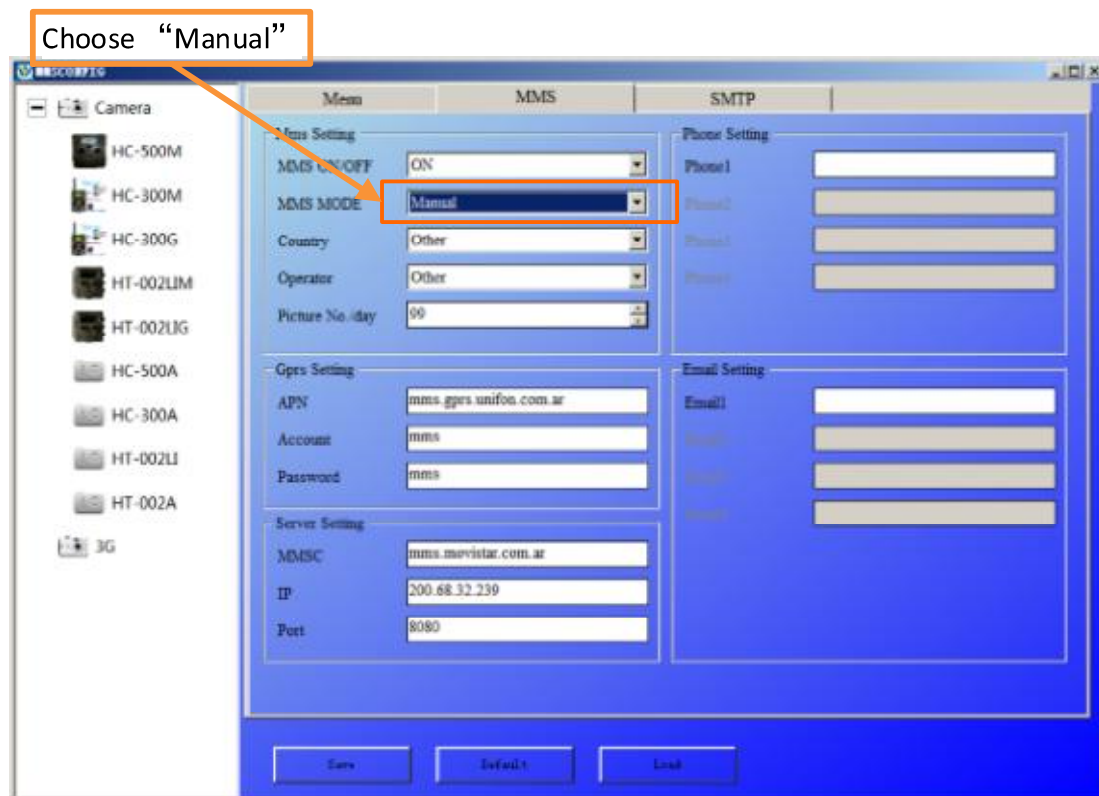 Choose “Manual”
MMSCONFIG
Camera
HC-500M
HC-300M
HC-300G
HT-002LIM
HT-002LIG
HC-500A
HC-300A
HT-002LI
HT-002A
3G
Menu MMS SMTP
Mms Setting
MMS ON/OFF ON
MMS MODE Manual
Country Other
Operator Other
Picture No./day 99
Gprs Setting
APN mms.gprs.unifon.com.ar
Account mms
Password mms
Server Setting
MMSC mms.movistar.com.ar
IP 200.68.32.239
Port 8080
Phone Setting
Phone1
Phone2
Email Setting
Email1
Save Default Load